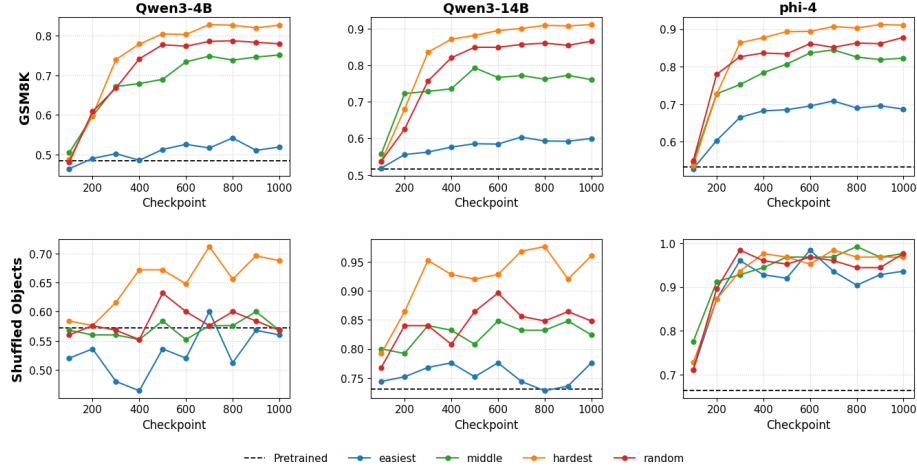 Qwen3-4B Qwen3-14B phi-4
GSM8K
0.8
0.7
0.6
0.5
200 400 600 800 1000
Checkpoint
0.9
0.8
0.7
0.6
0.5
200 400 600 800 1000
Checkpoint
0.9
0.8
0.7
0.6
200 400 600 800 1000
Checkpoint
Shuffled Objects
0.70
0.65
0.60
0.55
0.50
200 400 600 800 1000
Checkpoint
0.95
0.90
0.85
0.80
0.75
200 400 600 800 1000
Checkpoint
1.0
0.9
0.8
0.7
200 400 600 800 1000
Checkpoint
Pretrained easiest middle hardest random